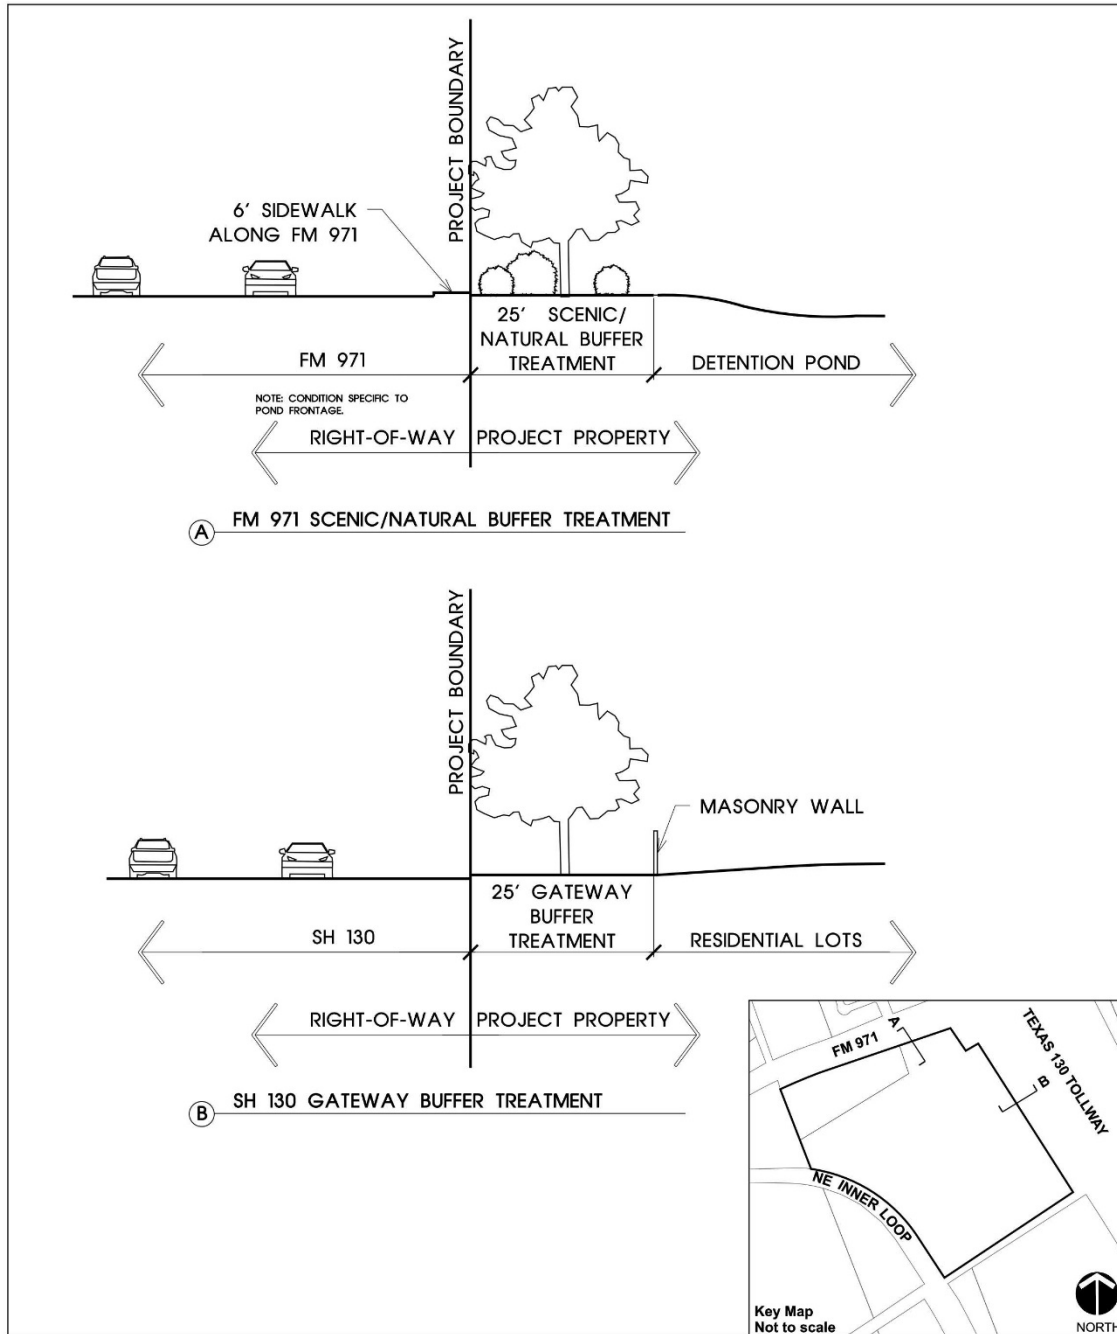 PROJECT BOUNDARY
6' SIDEWALK
ALONG FM 971
25' SCENIC/
NATURAL BUFFER
TREATMENT
FM 971
DETENTION POND
NOTE: CONDITION SPECIFIC TO
POND FRONTAGE.
RIGHT-OF-WAY
PROJECT PROPERTY
A
FM 971 SCENIC/NATURAL BUFFER TREATMENT
PROJECT BOUNDARY
MASONRY WALL
25' GATEWAY
BUFFER
TREATMENT
SH 130
RESIDENTIAL LOTS
RIGHT-OF-WAY
PROJECT PROPERTY
B
SH 130 GATEWAY BUFFER TREATMENT
A
FM 971
TEXAS 130 TOLLWAY
B
NE INNER LOOP
Key Map
Not to scale
NORTH